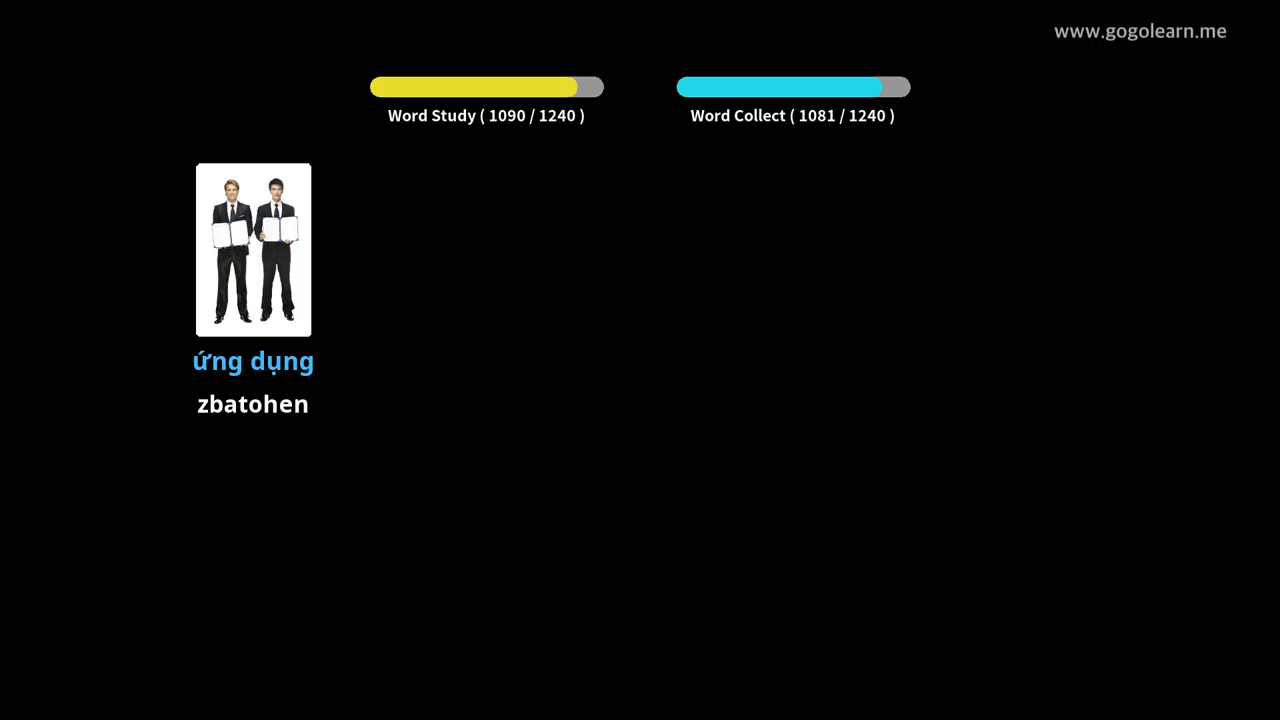 www.gogolearn.me
Word Study ( 1090 / 1240 )
Word Collect ( 1081 / 1240 )
ứng dụng
zbatohen